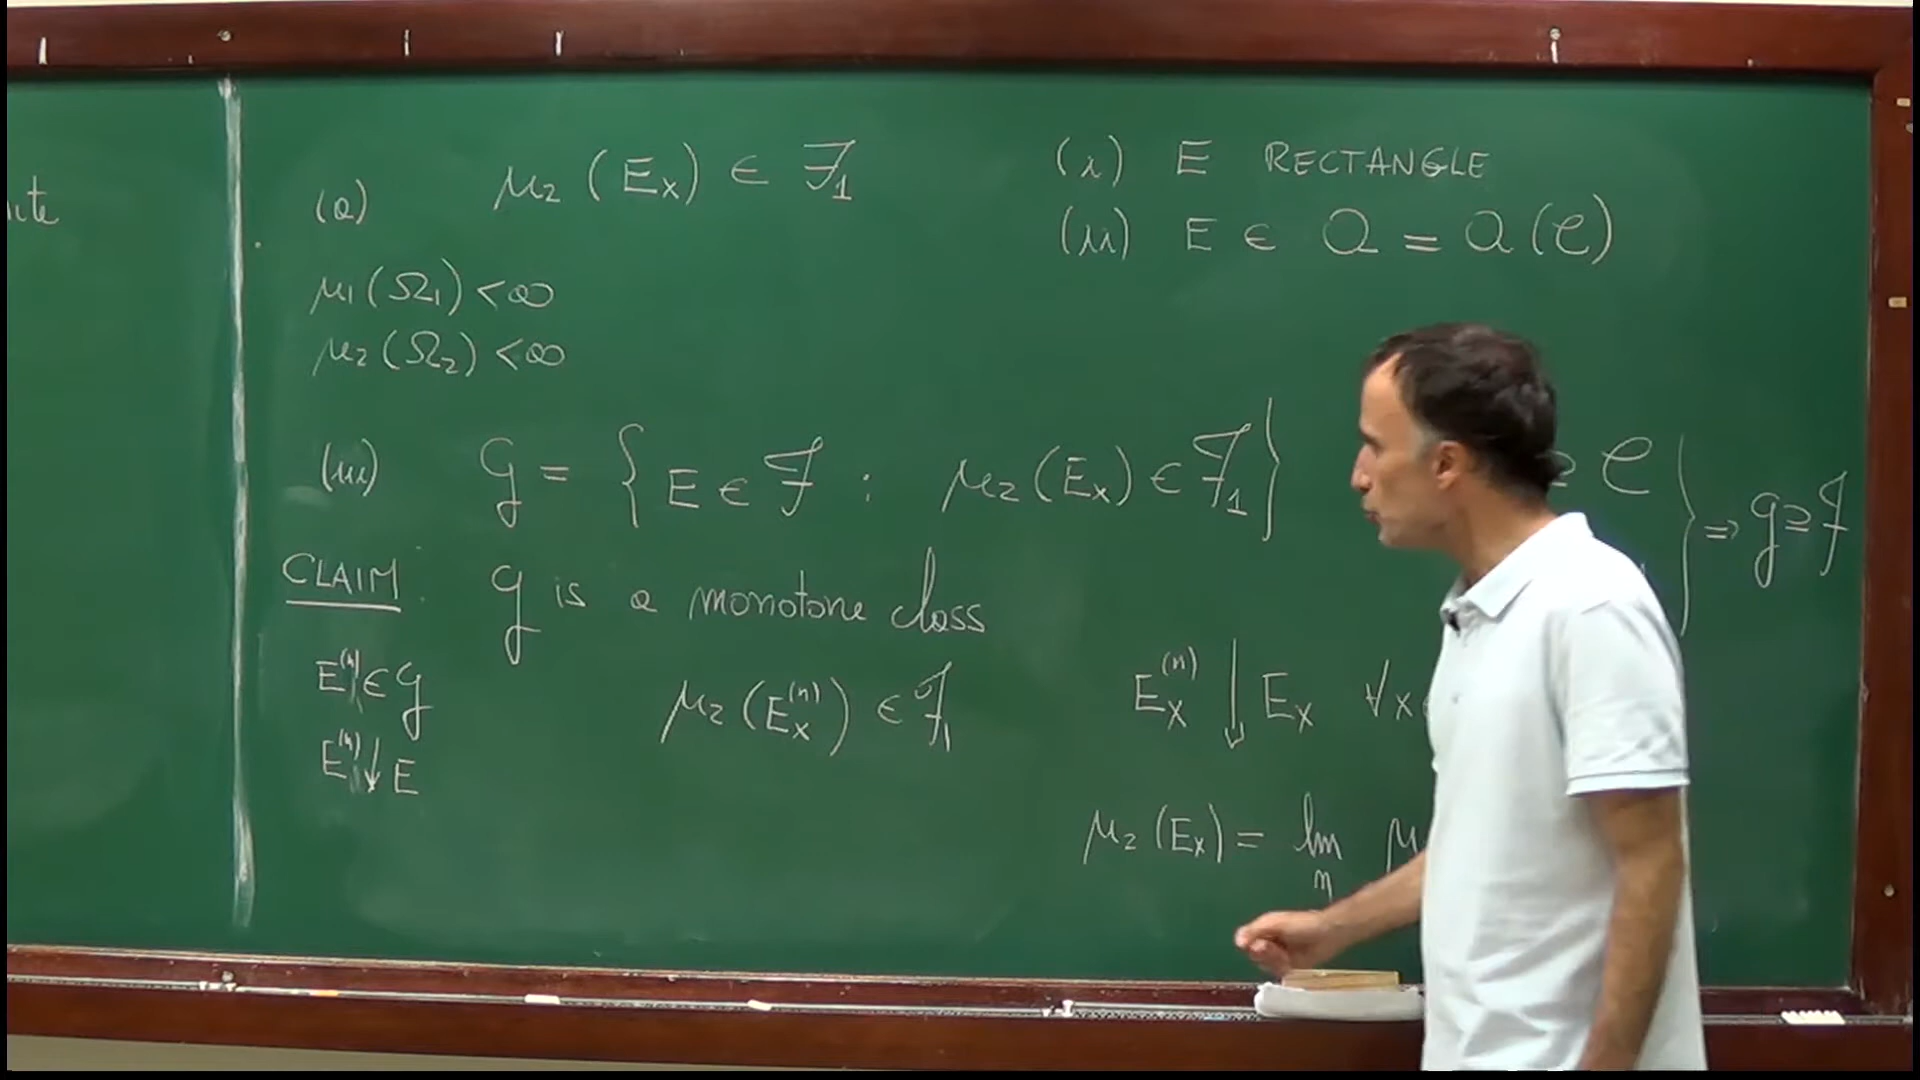 ite
(a) μ₂(Eₓ) ∈ ℱ₁
μ₁(Ω₁) < ∞
μ₂(Ω₂) < ∞
(i) E RECTANGLE
(ii) E ∈ Q = Q(𝒞)
(iii) 𝒢 = { E ∈ ℱ : μ₂(Eₓ) ∈ ℱ₁ } ⊇ 𝒞 } ⇒ 𝒢 ⊇ ℱ
CLAIM: 𝒢 is a monotone class
E⁽ⁿ⁾ ∈ 𝒢
E⁽ⁿ⁾ ↓ E
μ₂(Eₓ⁽ⁿ⁾) ∈ ℱ₁
Eₓ⁽ⁿ⁾ ↓ Eₓ ∀x
μ₂(Eₓ) = lim μ
n